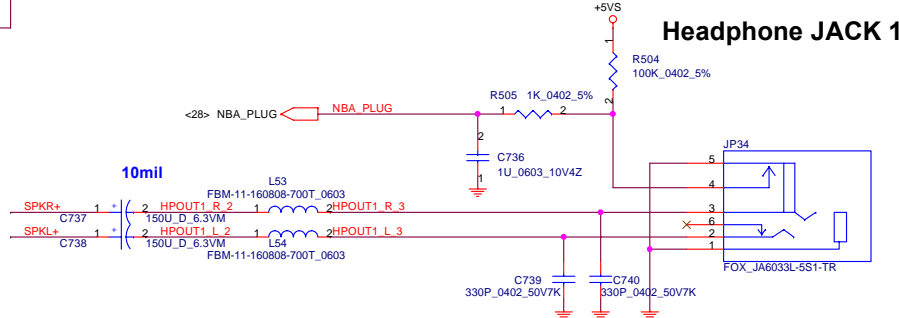 +5VS
Headphone JACK 1
1
R504
100K_0402_5%
2
R505 1K_0402_5%
<28> NBA_PLUG NBA_PLUG 1 2
2
C736
1U_0603_10V4Z
1
JP34
5
4
3
6
2
1
FOX_JA6033L-5S1-TR
10mil
L53
FBM-11-160808-700T_0603
SPKR+ 1 + 2 HPOUT1_R_2 1 2 HPOUT1_R_3
C737 150U_D_6.3VM
SPKL+ 1 + 2 HPOUT1_L_2 1 2 HPOUT1_L_3
C738 150U_D_6.3VM L54
FBM-11-160808-700T_0603
C739 C740
330P_0402_50V7K 330P_0402_50V7K